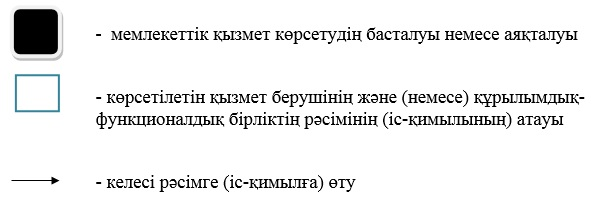 - мемлекеттік қызмет көрсетудің басталуы немесе аяқталуы
- көрсетілетін қызмет берушінің және (немесе) құрылымдық-
функционалдық бірліктің рәсімінің (іс-қимылының) атауы
- келесі рәсімге (іс-қимылға) өту